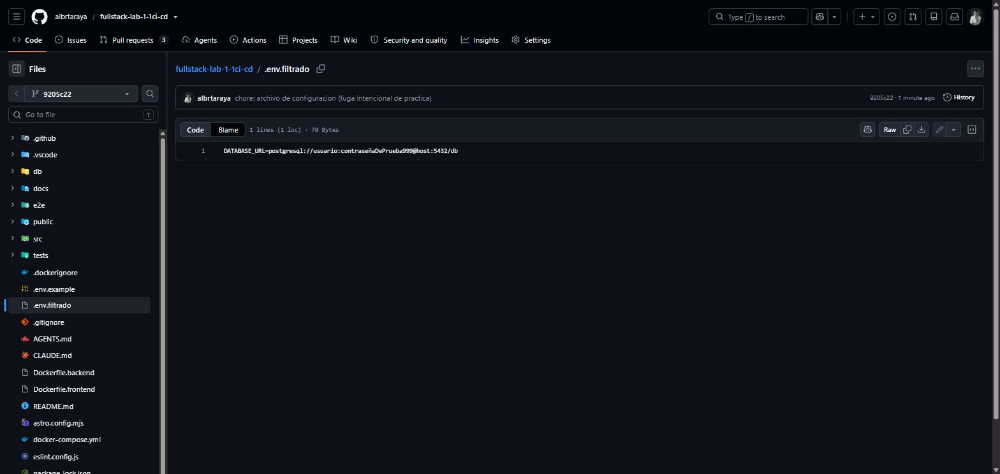 albrtaraya / fullstack-lab-1-1ci-cd
Type / to search
Code Issues Pull requests 3 Agents Actions Projects Wiki Security and quality Insights Settings
Files
fullstack-lab-1-1ci-cd / .env.filtrado
9205c22
albrtaraya chore: archivo de configuracion (fuga intencional de practica) 9205c22 · 1 minute ago History
Go to file T
Code Blame 1 lines (1 loc) · 70 Bytes Raw
1 DATABASE_URL=postgresql://usuario:contraseñaDePrueba999@host:5432/db
.github
.vscode
db
docs
e2e
public
src
tests
.dockerignore
.env.example
.env.filtrado
.gitignore
AGENTS.md
CLAUDE.md
Dockerfile.backend
Dockerfile.frontend
README.md
astro.config.mjs
docker-compose.yml
eslint.config.js
package-lock.json